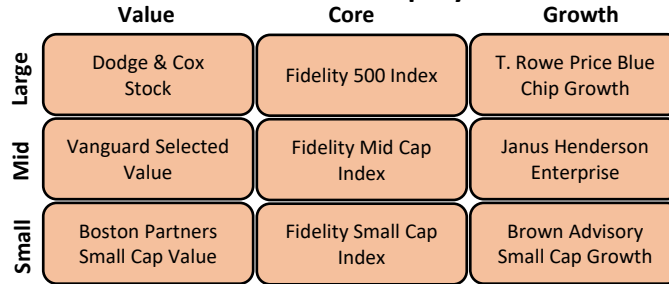 Value Core Growth
Large
Dodge & Cox
Stock
Fidelity 500 Index
T. Rowe Price Blue
Chip Growth
Mid
Vanguard Selected
Value
Fidelity Mid Cap
Index
Janus Henderson
Enterprise
Small
Boston Partners
Small Cap Value
Fidelity Small Cap
Index
Brown Advisory
Small Cap Growth